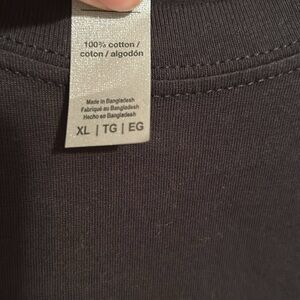 100% cotton /
coton / algodón
Made in Bangladesh
Fabriqué au Bangladesh
Hecho en Bangladesh
XL | TG | EG